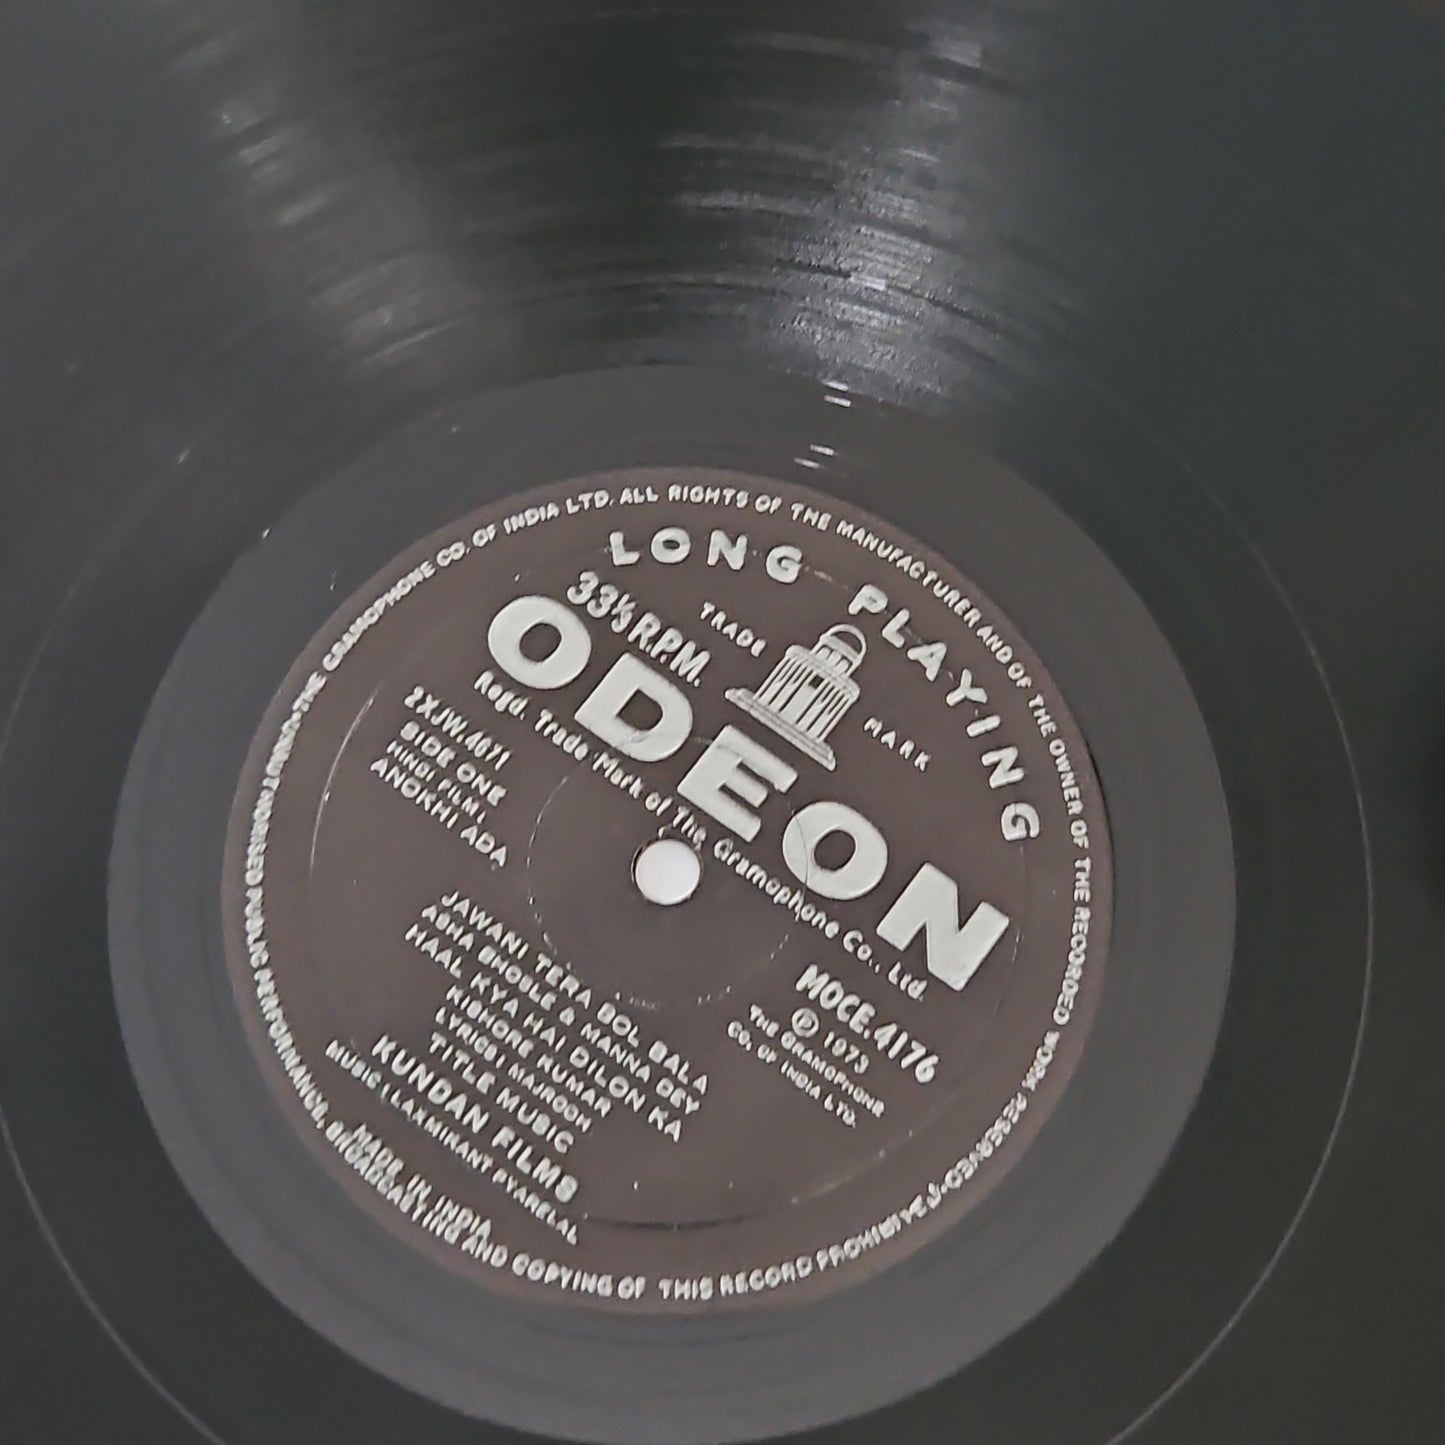 THE GRAMOPHONE CO. OF INDIA LTD. ALL RIGHTS OF THE MANUFACTURER AND OF THE OWNER OF THE RECORDED WORK RESERVED
UNAUTHORISED PUBLIC PERFORMANCE, BROADCASTING AND COPYING OF THIS RECORD PROHIBITED
LONG PLAYING
33⅓ R.P.M.
TRADE MARK
ODEON
Regd. Trade Mark of The Gramophone Co., Ltd.
2XJW.4671
SIDE ONE
HINDI FILM,
ANOKHI ADA
MOCE.4176
℗ 1973
THE GRAMOPHONE
CO. OF INDIA LTD.
JAWANI TERA BOL BALA
ASHA BHOSLE & MANNA DEY
HAAL KYA HAI DILON KA
KISHORE KUMAR
LYRICS: MAJROOH
TITLE MUSIC
KUNDAN FILMS
MUSIC: LAXMIKANT PYARELAL
MADE IN INDIA